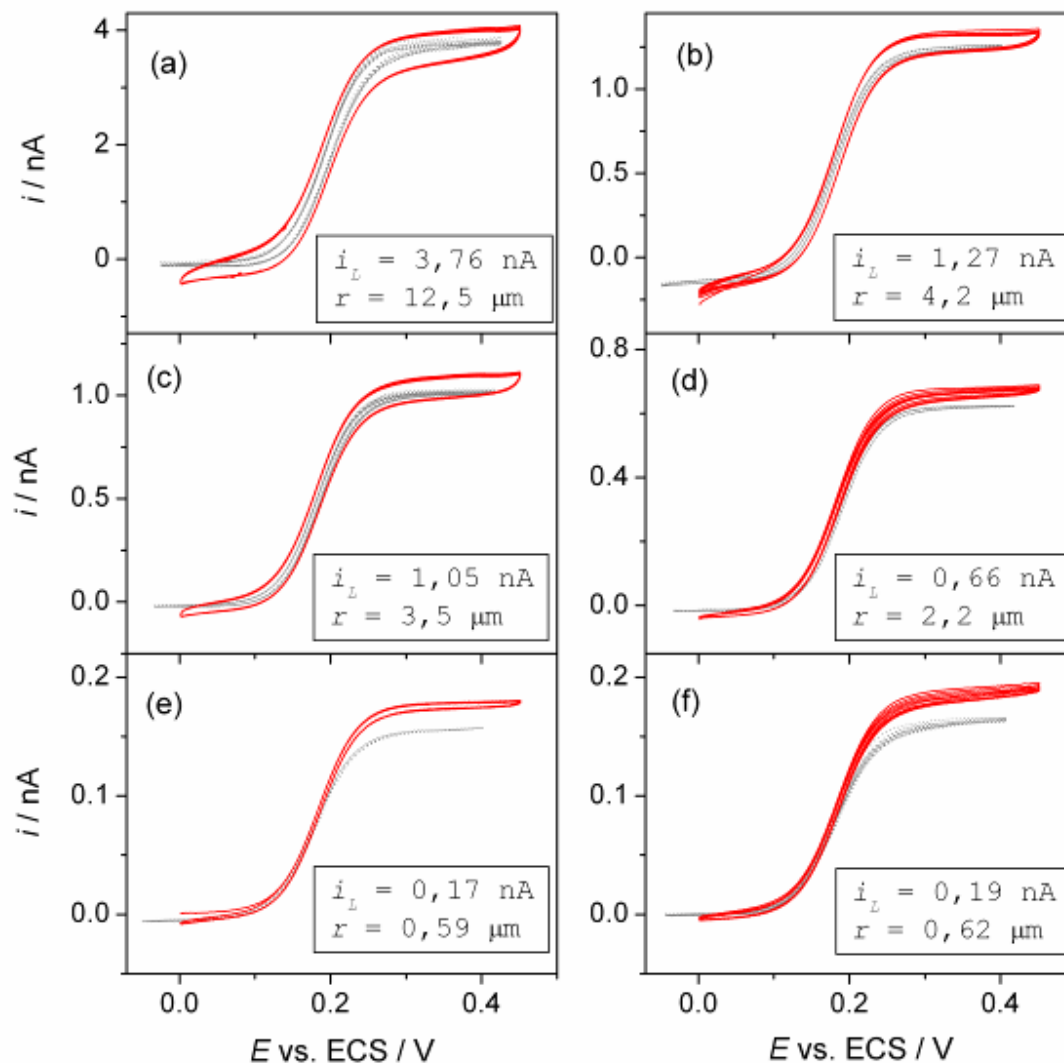 (a)
4
2
0
i / nA
i_L = 3,76 nA
r = 12,5 μm
(b)
1.25
0.5
0.0
i_L = 1,27 nA
r = 4,2 μm
(c)
1.0
0.5
0.0
i / nA
i_L = 1,05 nA
r = 3,5 μm
(d)
0.8
0.4
0.0
i_L = 0,66 nA
r = 2,2 μm
(e)
0.2
0.1
0.0
i / nA
i_L = 0,17 nA
r = 0,59 μm
0.0 0.2 0.4
E vs. ECS / V
(f)
0.2
0.1
0.0
i_L = 0,19 nA
r = 0,62 μm
0.0 0.2 0.4
E vs. ECS / V